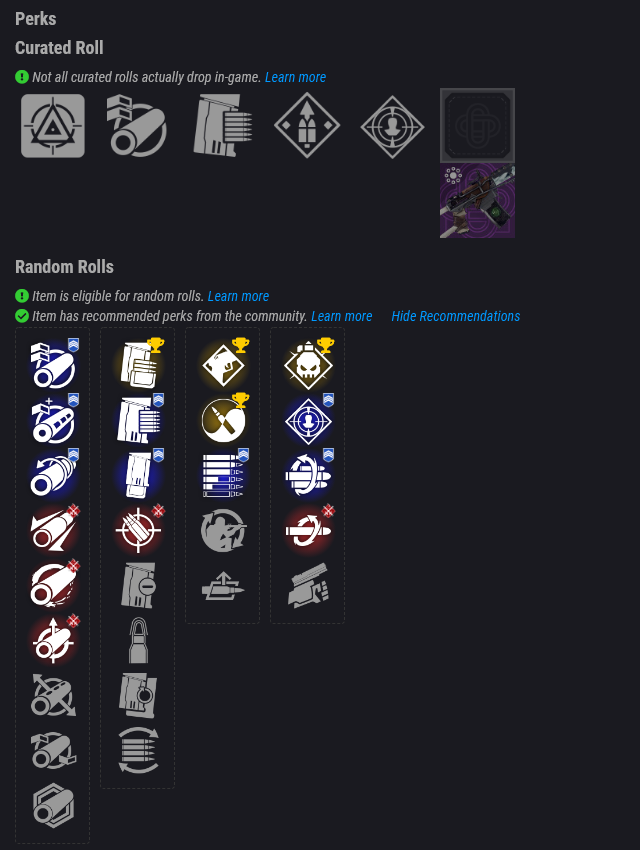 Perks
Curated Roll
Not all curated rolls actually drop in-game. Learn more
Random Rolls
Item is eligible for random rolls. Learn more
Item has recommended perks from the community. Learn more Hide Recommendations